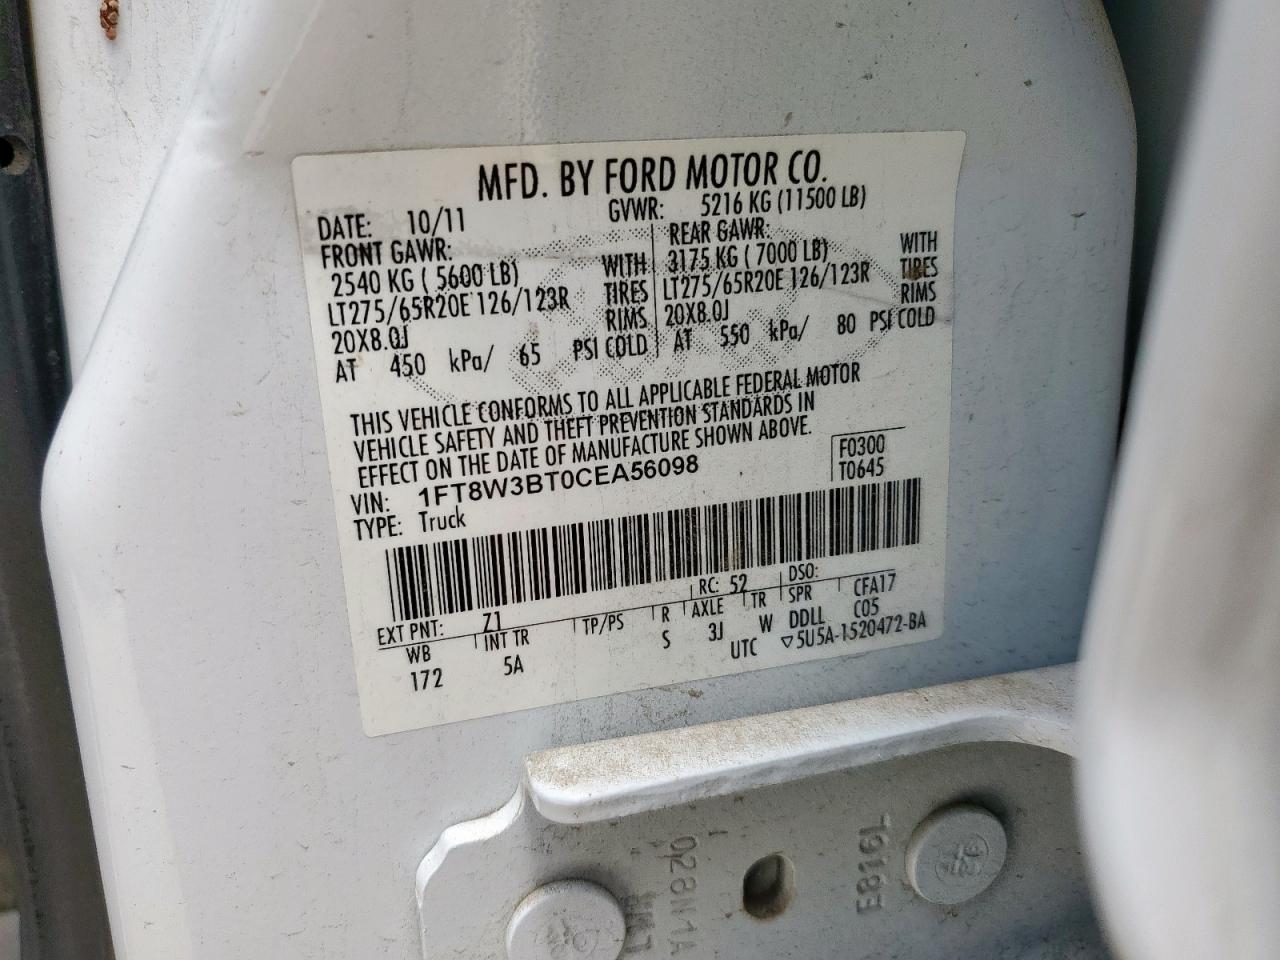 MFD. BY FORD MOTOR CO.
DATE: 10/11 GVWR: 5216 KG (11500 LB)
FRONT GAWR: REAR GAWR:
2540 KG ( 5600 LB) WITH 3175 KG ( 7000 LB) WITH
LT275/65R20E 126/123R TIRES LT275/65R20E 126/123R TIRES
20X8.0J RIMS 20X8.0J RIMS
AT 450 kPa/ 65 PSI COLD AT 550 kPa/ 80 PSI COLD
THIS VEHICLE CONFORMS TO ALL APPLICABLE FEDERAL MOTOR
VEHICLE SAFETY AND THEFT PREVENTION STANDARDS IN
EFFECT ON THE DATE OF MANUFACTURE SHOWN ABOVE.
VIN: 1FT8W3BT0CEA56098 F0300
TYPE: Truck T0645
EXT PNT: Z1 RC: 52 DSO:
WB INT TR TP/PS R AXLE TR SPR CFA17
172 5A S 3J W DDLL C05
UTC ▽5U5A-1520472-BA
028N11A
E8161L